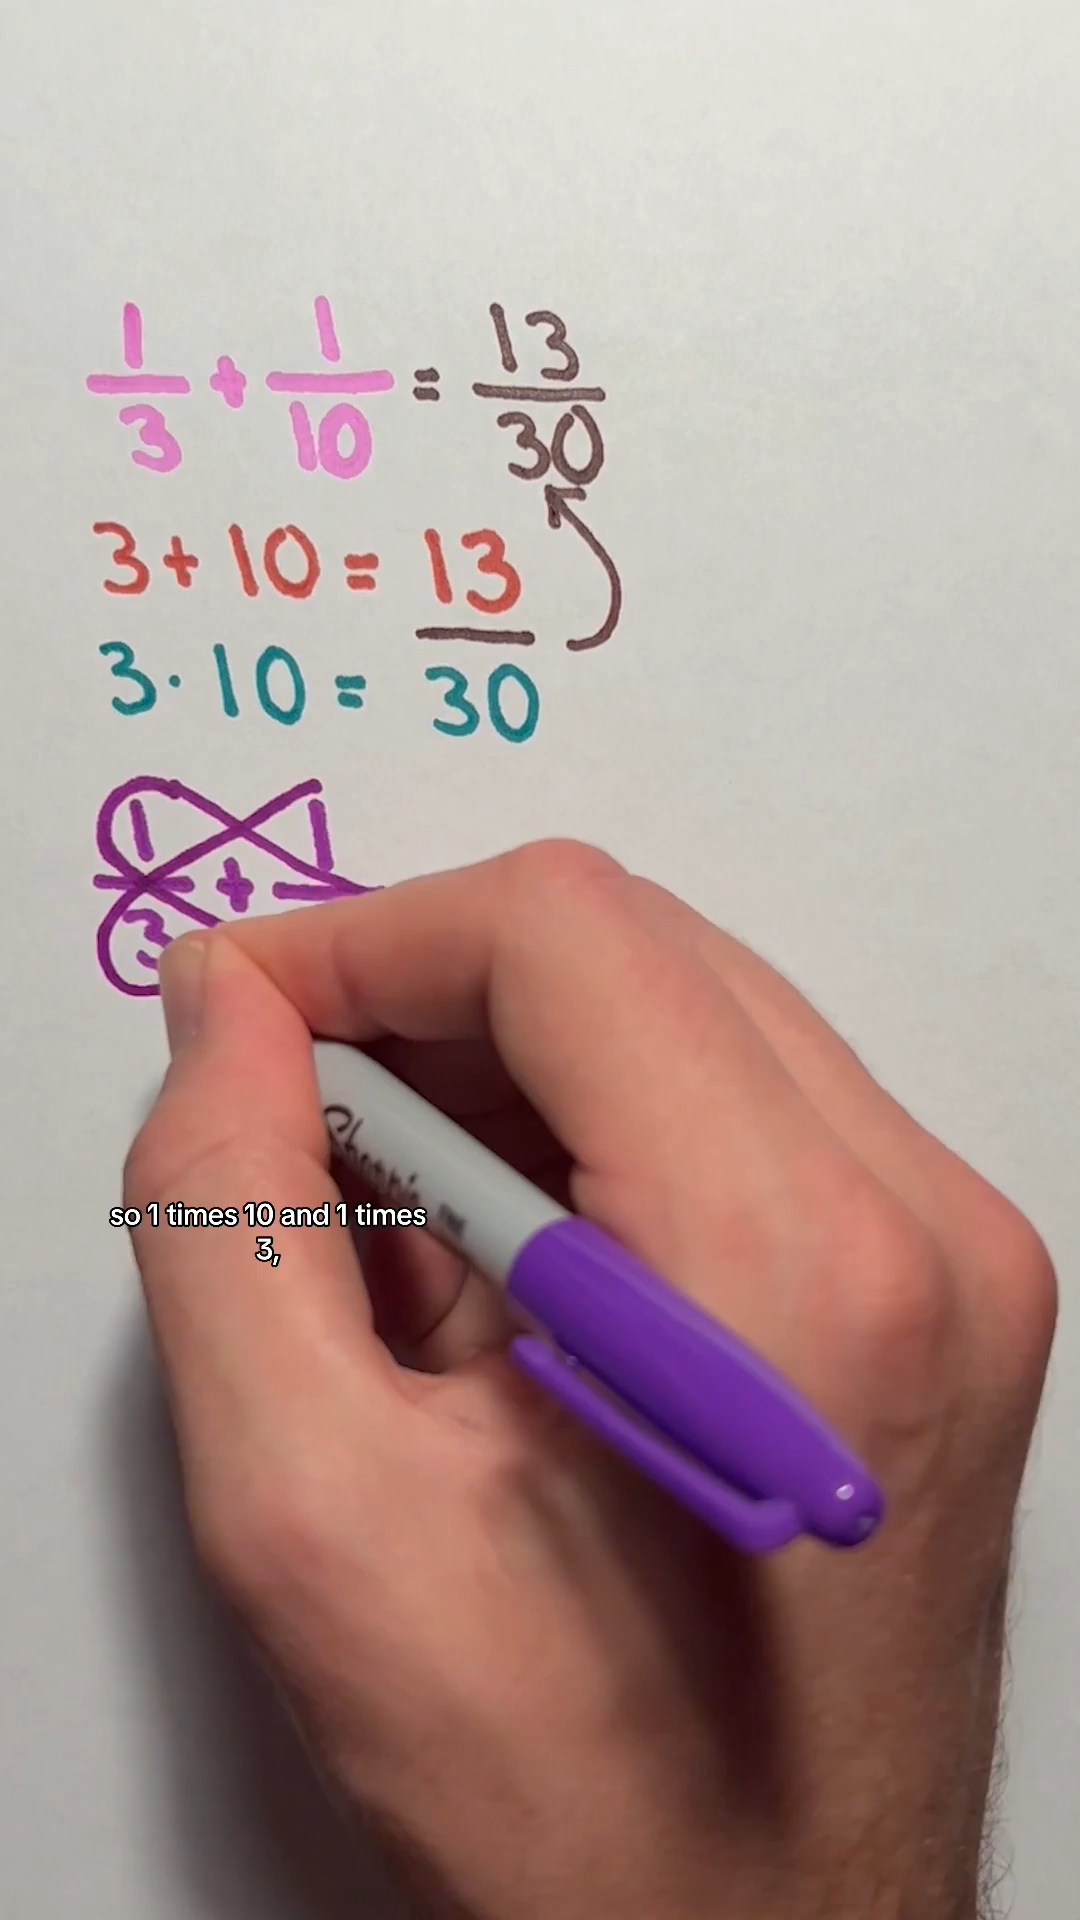 1/3 + 1/10 = 13/30
3 + 10 = 13
3 · 10 = 30
1/3 + 1/
Sharpie
so 1 times 10 and 1 times
3,